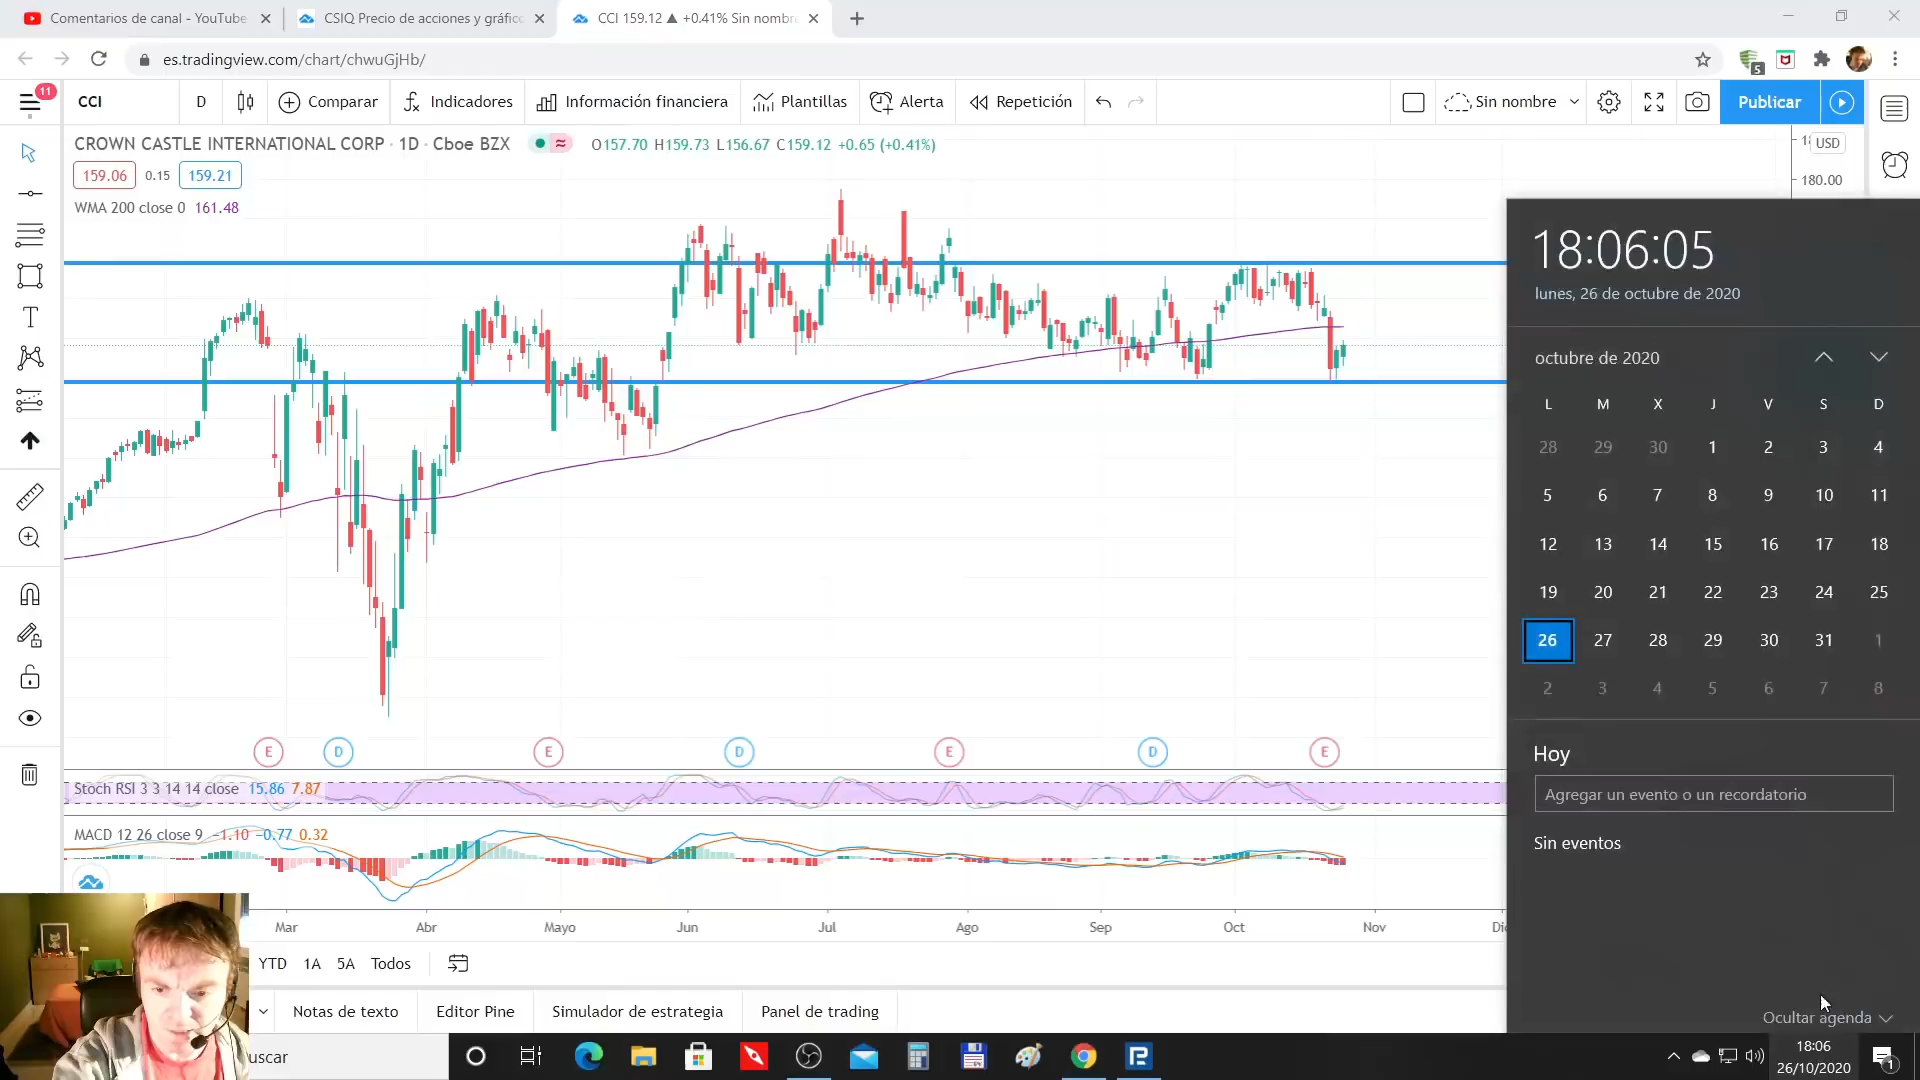 Comentarios de canal - YouTube
CSIQ Precio de acciones y gráfico
CCI 159.12 ▲ +0.41% Sin nombr
es.tradingview.com/chart/chwuGjHb/
5
11
CCI
D
Comparar
Indicadores
Información financiera
Plantillas
Alerta
Repetición
Sin nombre
Publicar
CROWN CASTLE INTERNATIONAL CORP · 1D · Cboe BZX
O157.70 H159.73 L156.67 C159.12 +0.65 (+0.41%)
USD
180.00
159.06 0.15 159.21
WMA 200 close 0 161.48
18:06:05
lunes, 26 de octubre de 2020
octubre de 2020
L M X J V S D
28 29 30 1 2 3 4
5 6 7 8 9 10 11
12 13 14 15 16 17 18
19 20 21 22 23 24 25
26 27 28 29 30 31 1
2 3 4 5 6 7 8
Hoy
Agregar un evento o un recordatorio
Sin eventos
Ocultar agenda
E D E D E D E
Stoch RSI 3 3 14 14 close 15.86 7.87
MACD 12 26 close 9 −1.10 −0.77 0.32
Mar Abr Mayo Jun Jul Ago Sep Oct Nov
YTD 1A 5A Todos
Notas de texto
Editor Pine
Simulador de estrategia
Panel de trading
uscar
18:06
26/10/2020
1